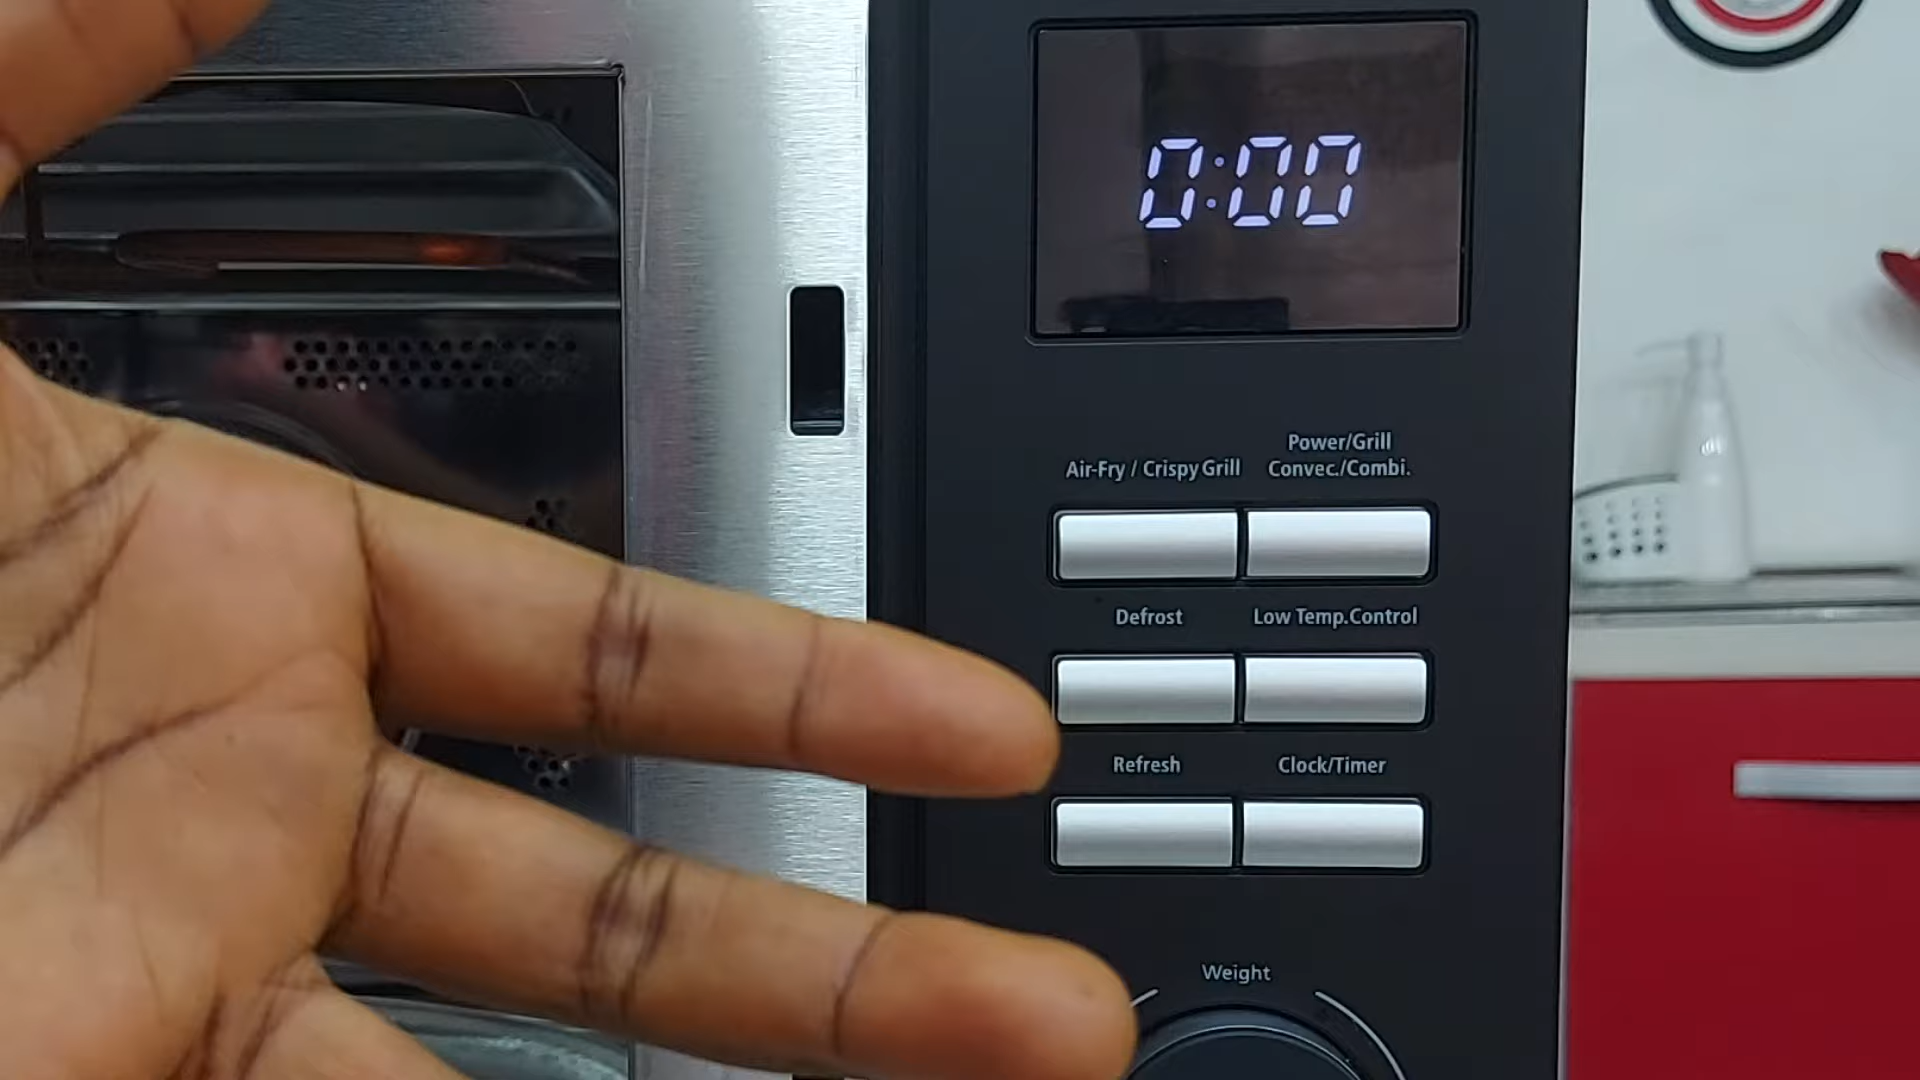 0:00
Air-Fry / Crispy Grill
Power/Grill
Convec./Combi.
Defrost
Low Temp.Control
Refresh
Clock/Timer
Weight